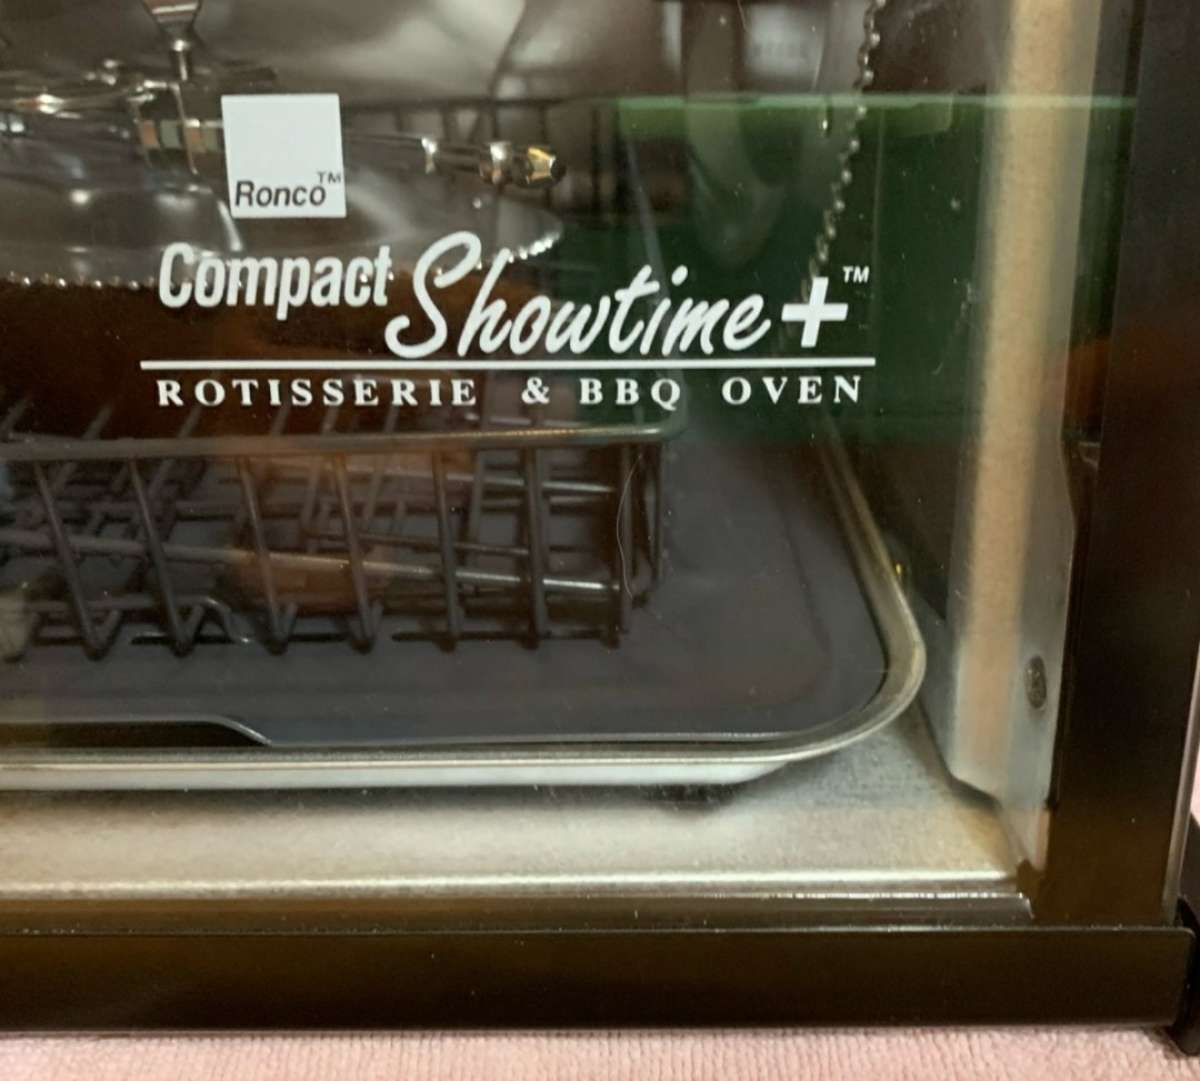 Ronco™
Compact Showtime+™
ROTISSERIE & BBQ OVEN